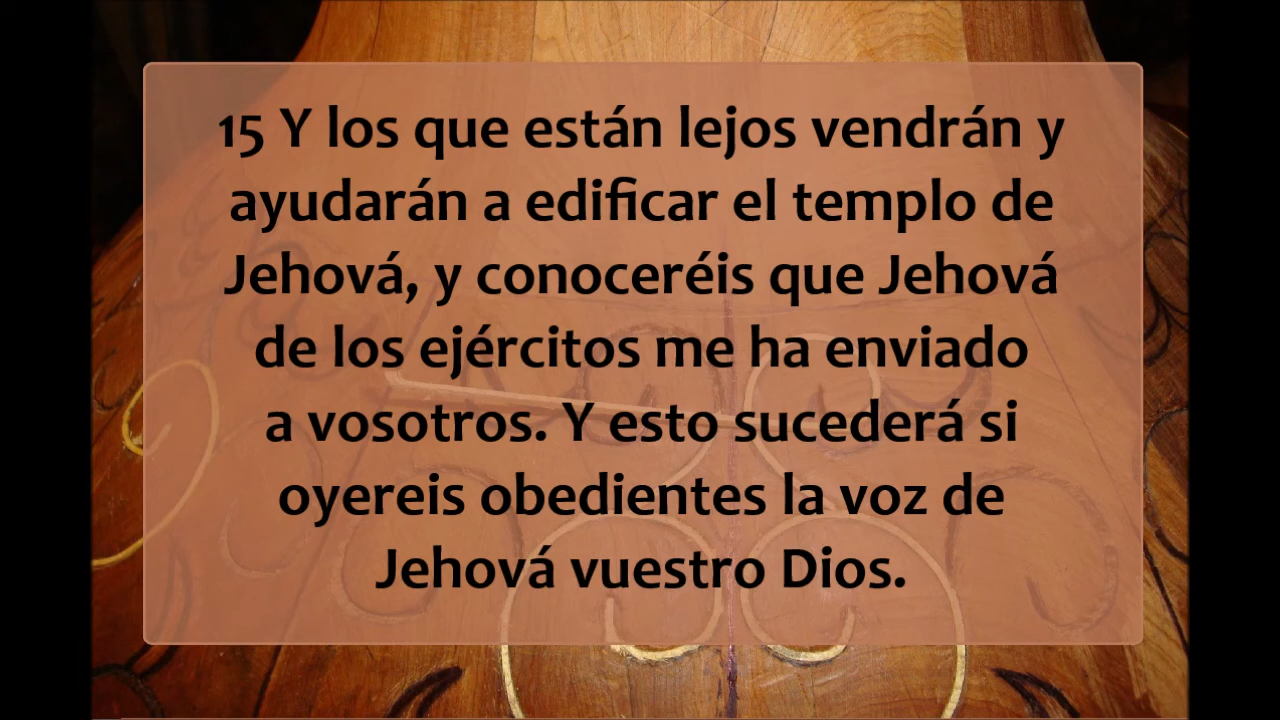 15 Y los que están lejos vendrán y
ayudarán a edificar el templo de
Jehová, y conoceréis que Jehová
de los ejércitos me ha enviado
a vosotros. Y esto sucederá si
oyereis obedientes la voz de
Jehová vuestro Dios.